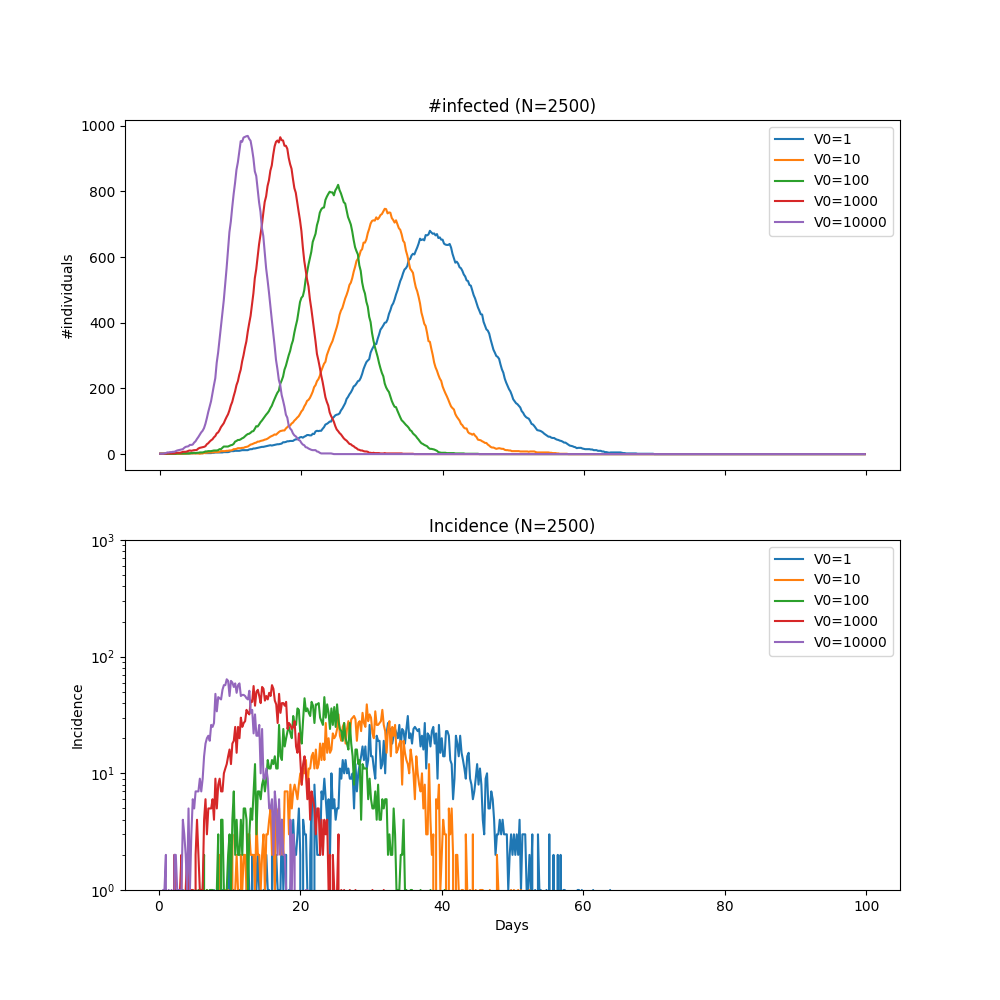 #infected (N=2500)
#individuals
1000
800
600
400
200
0
V0=1
V0=10
V0=100
V0=1000
V0=10000
Incidence (N=2500)
Incidence
10³
10²
10¹
10⁰
V0=1
V0=10
V0=100
V0=1000
V0=10000
0 20 40 60 80 100
Days